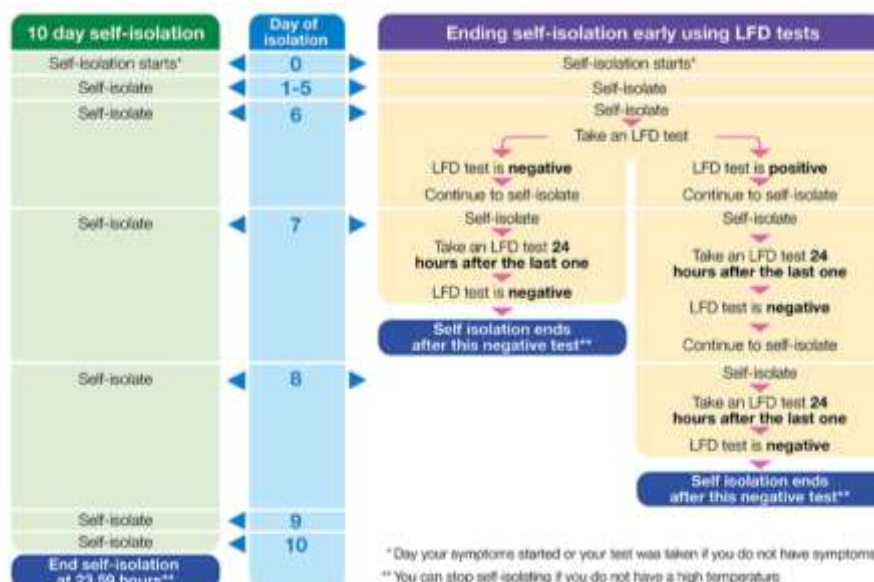 10 day self-isolation
Day of
isolation
Ending self-isolation early using LFD tests
Self-isolation starts*
0
Self-isolation starts*
Self-isolate
1-5
Self-isolate
Self-isolate
6
Self-isolate
Take an LFD test
LFD test is negative
LFD test is positive
Continue to self-isolate
Continue to self-isolate
Self-isolate
7
Self-isolate
Self-isolate
Take an LFD test 24
hours after the last one
Take an LFD test 24
hours after the last one
LFD test is negative
LFD test is negative
Self isolation ends
after this negative test**
Continue to self-isolate
Self-isolate
8
Self-isolate
Take an LFD test 24
hours after the last one
LFD test is negative
Self isolation ends
after this negative test**
Self-isolate
9
Self-isolate
10
End self-isolation
at 23.59 hours**
* Day your symptoms started or your test was taken if you do not have symptoms
** You can stop self-isolating if you do not have a high temperature